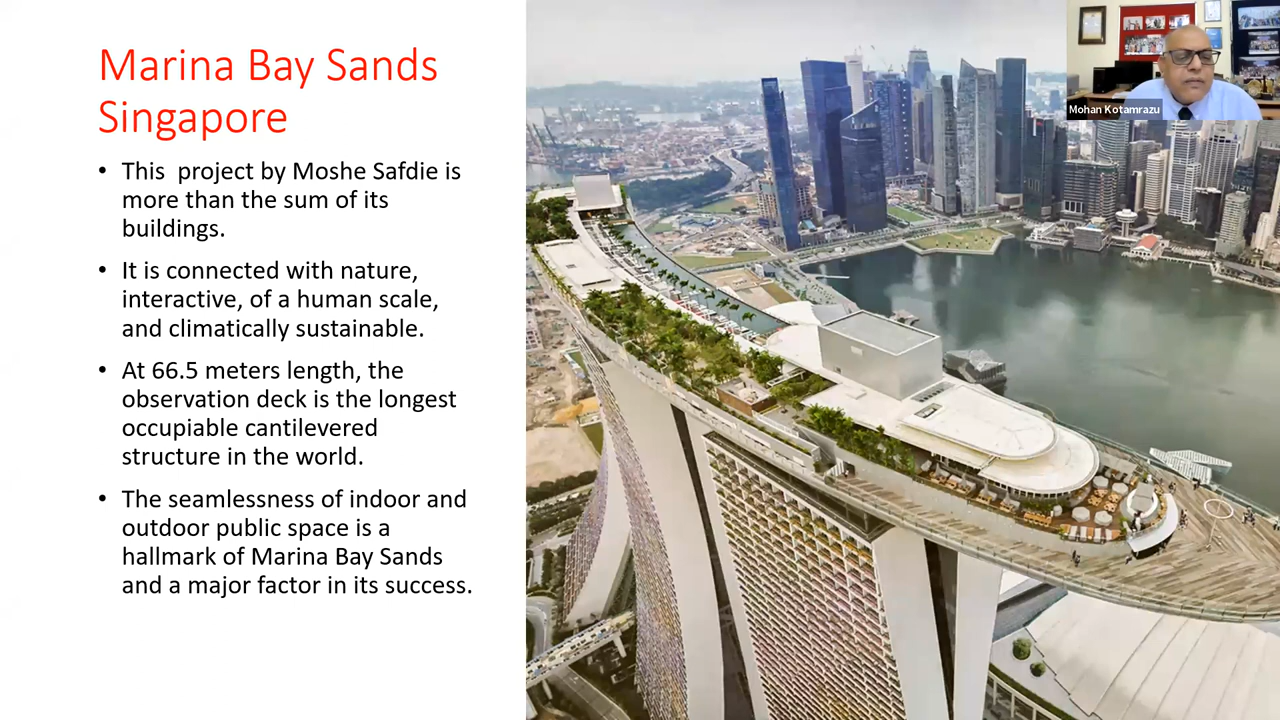 Marina Bay Sands
Singapore
• This  project by Moshe Safdie is
more than the sum of its
buildings.
• It is connected with nature,
interactive, of a human scale,
and climatically sustainable.
• At 66.5 meters length, the
observation deck is the longest
occupiable cantilevered
structure in the world.
• The seamlessness of indoor and
outdoor public space is a
hallmark of Marina Bay Sands
and a major factor in its success.
Mohan Kotamrazu